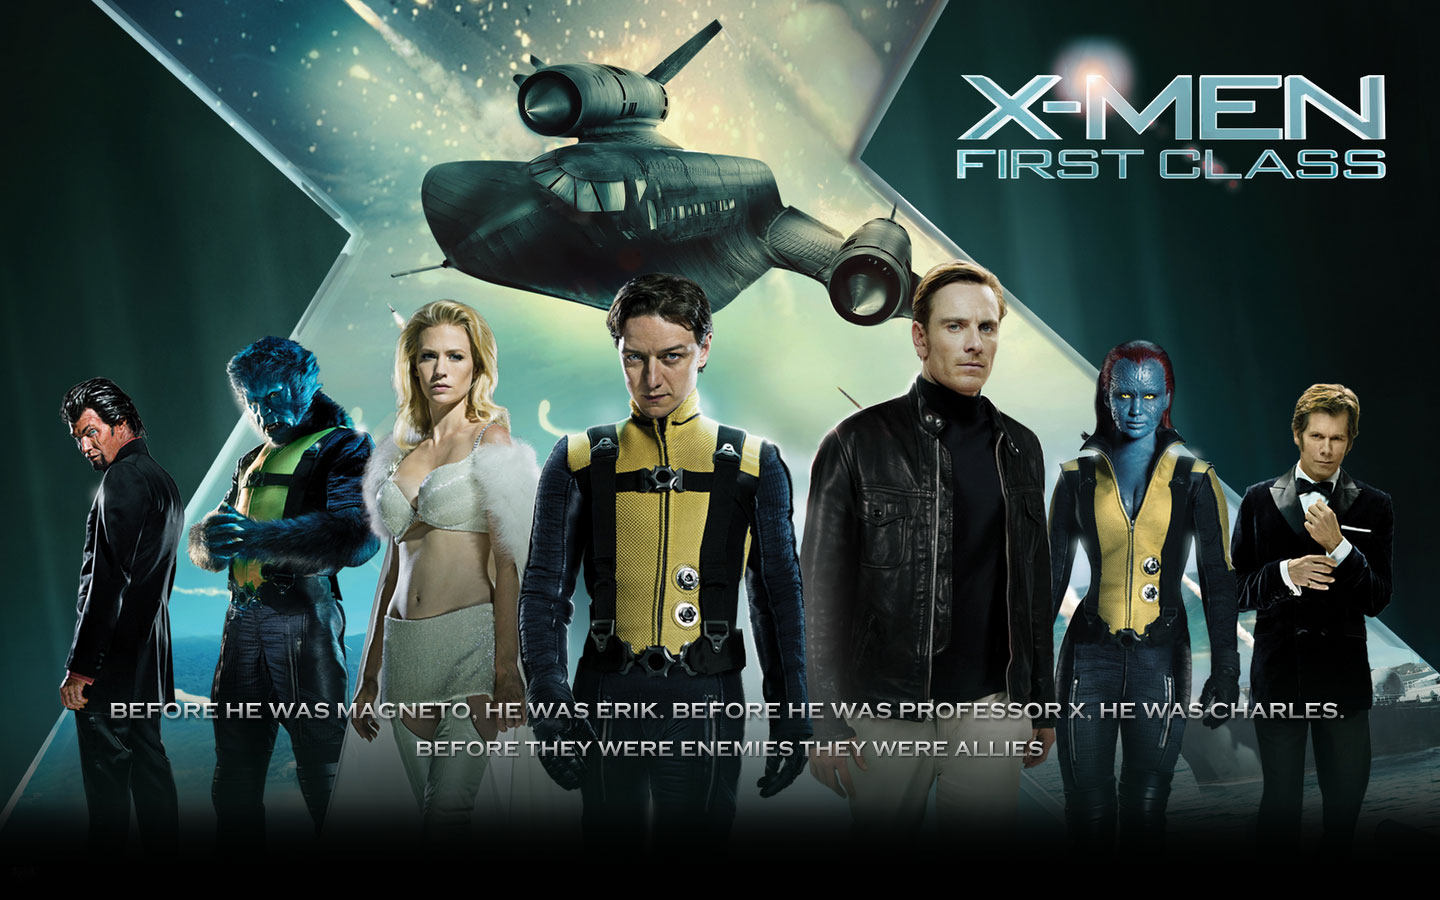 X-MEN
FIRST CLASS
BEFORE HE WAS MAGNETO, HE WAS ERIK. BEFORE HE WAS PROFESSOR X, HE WAS CHARLES.
BEFORE THEY WERE ENEMIES THEY WERE ALLIES